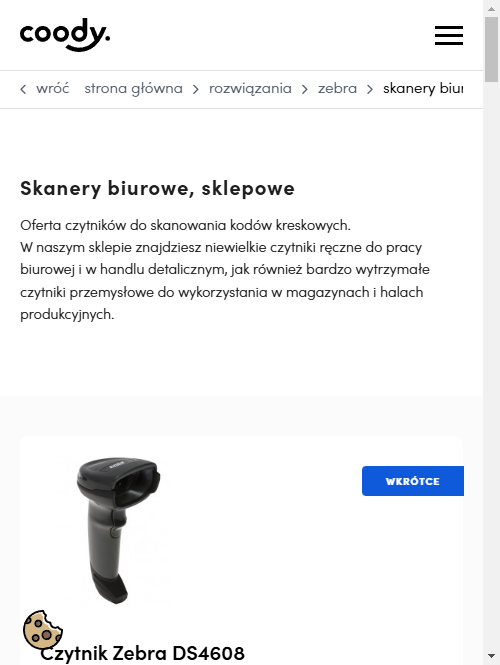 coody.
wróć strona główna rozwiązania zebra skanery
Skanery biurowe, sklepowe
Oferta czytników do skanowania kodów kreskowych.
W naszym sklepie znajdziesz niewielkie czytniki ręczne do pracy
biurowej i w handlu detalicznym, jak również bardzo wytrzymałe
czytniki przemysłowe do wykorzystania w magazynach i halach
produkcyjnych.
WKRÓTCE
Czytnik Zebra DS4608